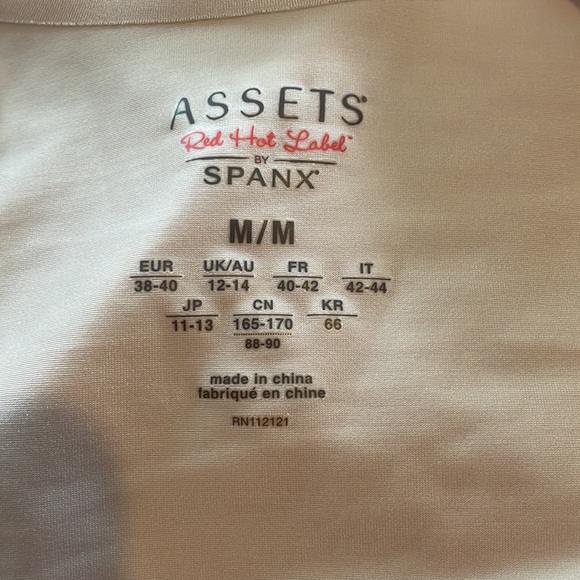 ASSETS®
Red Hot Label™
BY
SPANX®
M/M
EUR UK/AU FR IT
38-40 12-14 40-42 42-44
JP CN KR
11-13 165-170 66
88-90
made in china
fabriqué en chine
RN112121